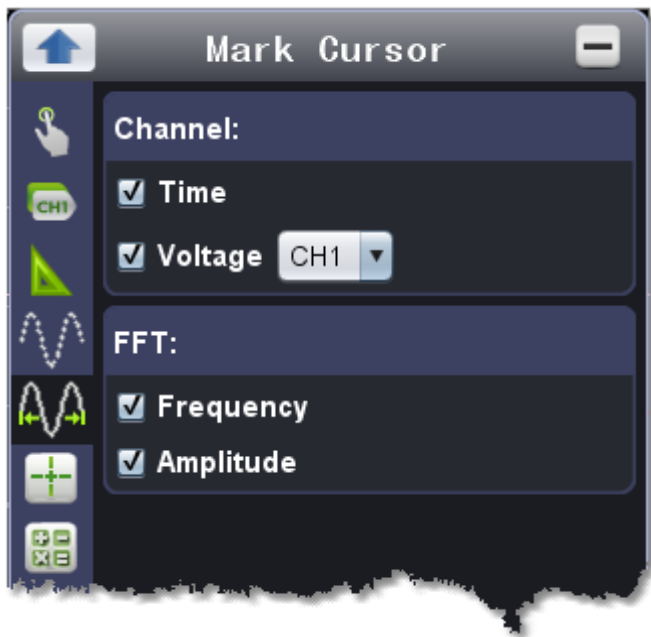 Mark Cursor
CH1
Channel:
Time
Voltage CH1
FFT:
Frequency
Amplitude